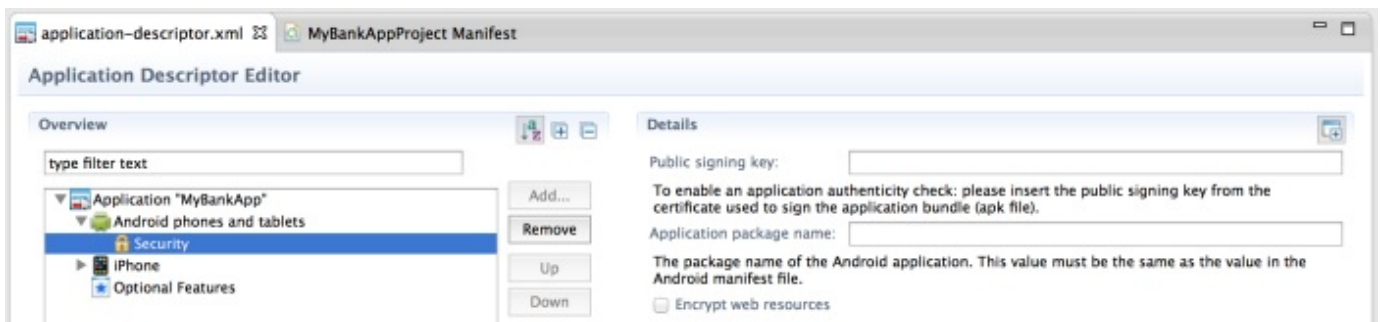 application-descriptor.xml MyBankAppProject Manifest
Application Descriptor Editor
Overview
type filter text
Application "MyBankApp"
Android phones and tablets
Security
iPhone
Optional Features
Add...
Remove
Up
Down
Details
Public signing key:
To enable an application authenticity check: please insert the public signing key from the
certificate used to sign the application bundle (apk file).
Application package name:
The package name of the Android application. This value must be the same as the value in the
Android manifest file.
Encrypt web resources